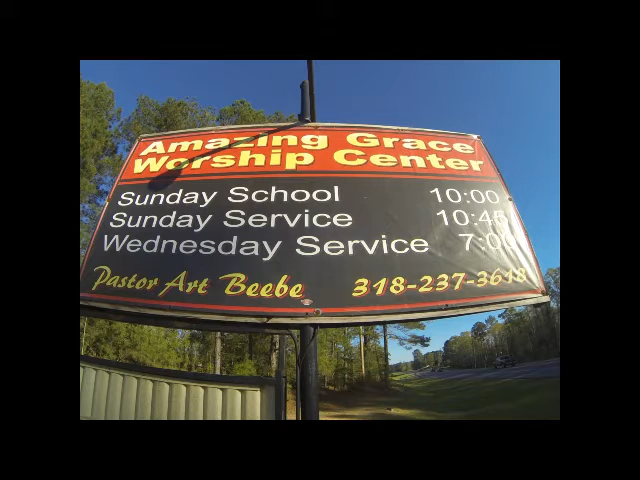 Amazing Grace
Worship Center
Sunday School 10:00
Sunday Service 10:45
Wednesday Service 7:00
Pastor Art Beebe 318-237-3618